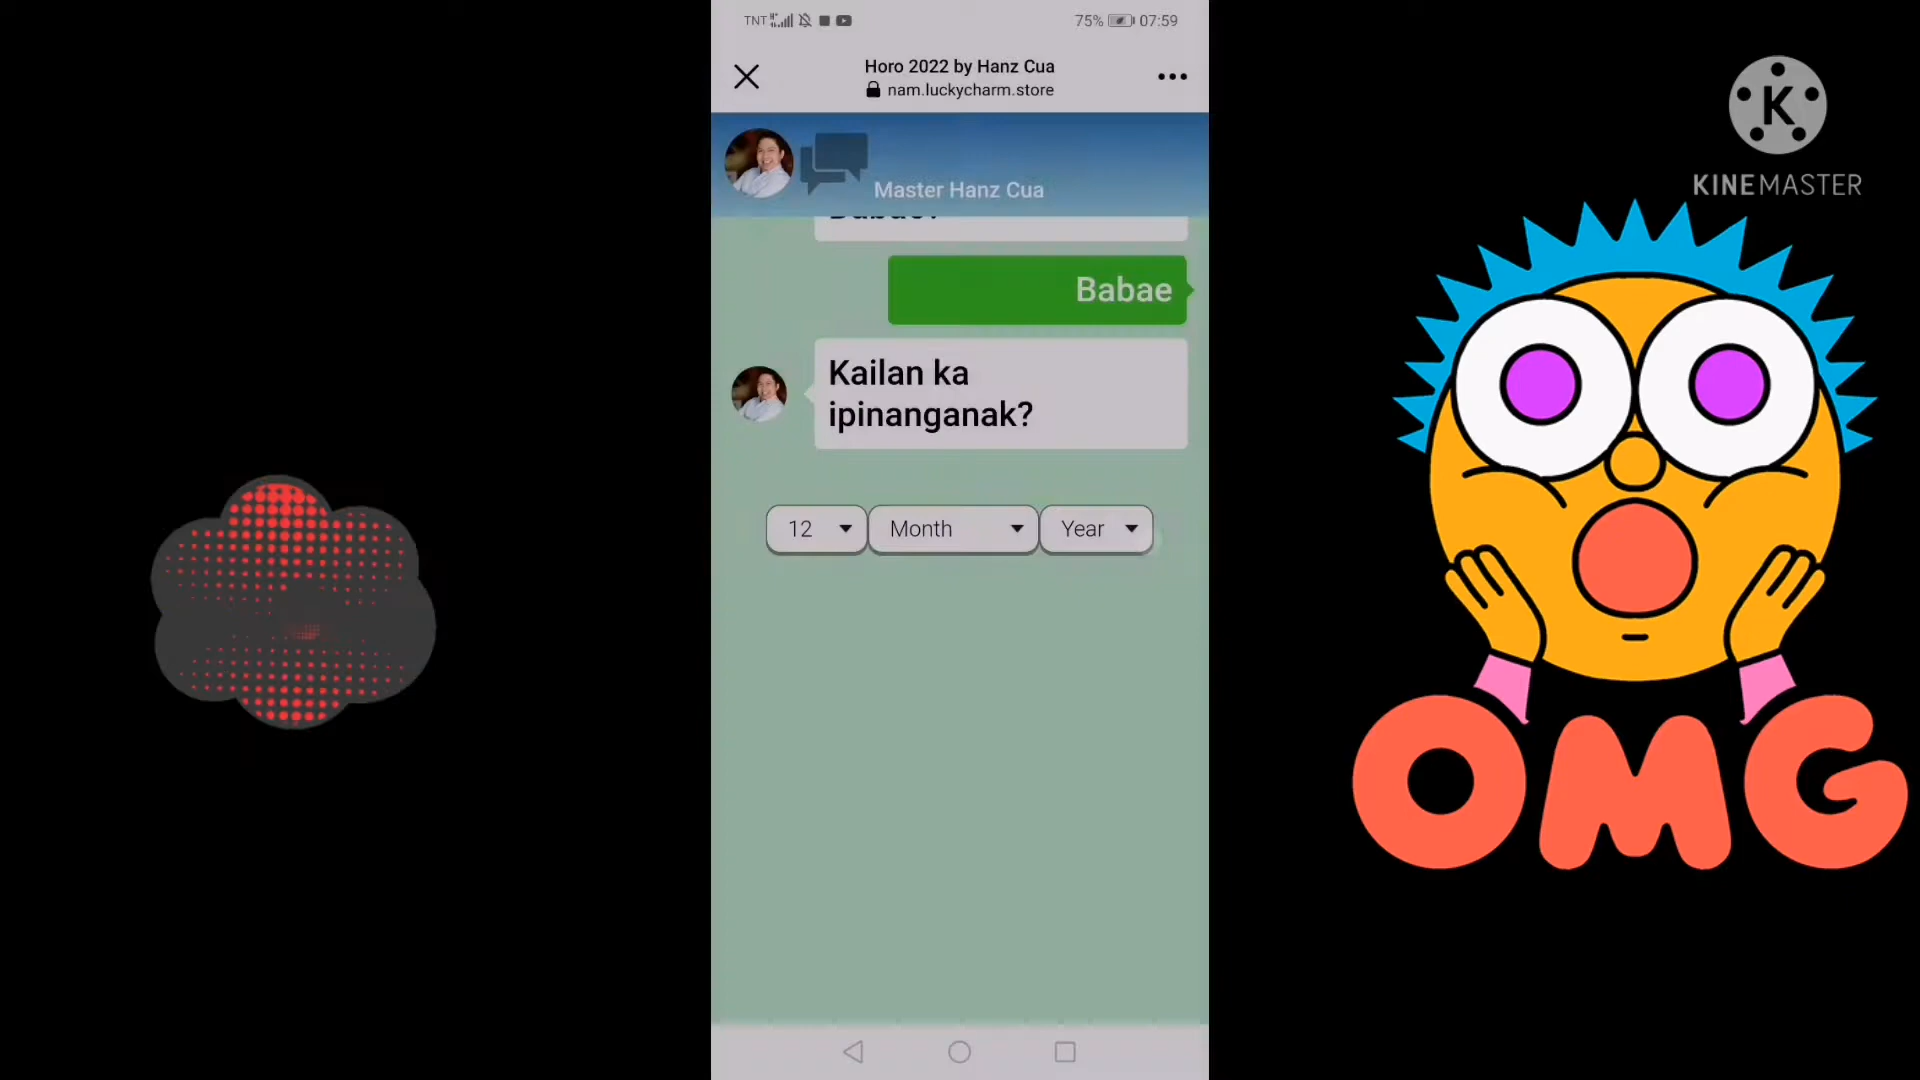 TNT
75% 07:59
Horo 2022 by Hanz Cua
nam.luckycharm.store
Master Hanz Cua
Babae
Kailan ka
ipinanganak?
12 Month Year
K
KINEMASTER
OMG